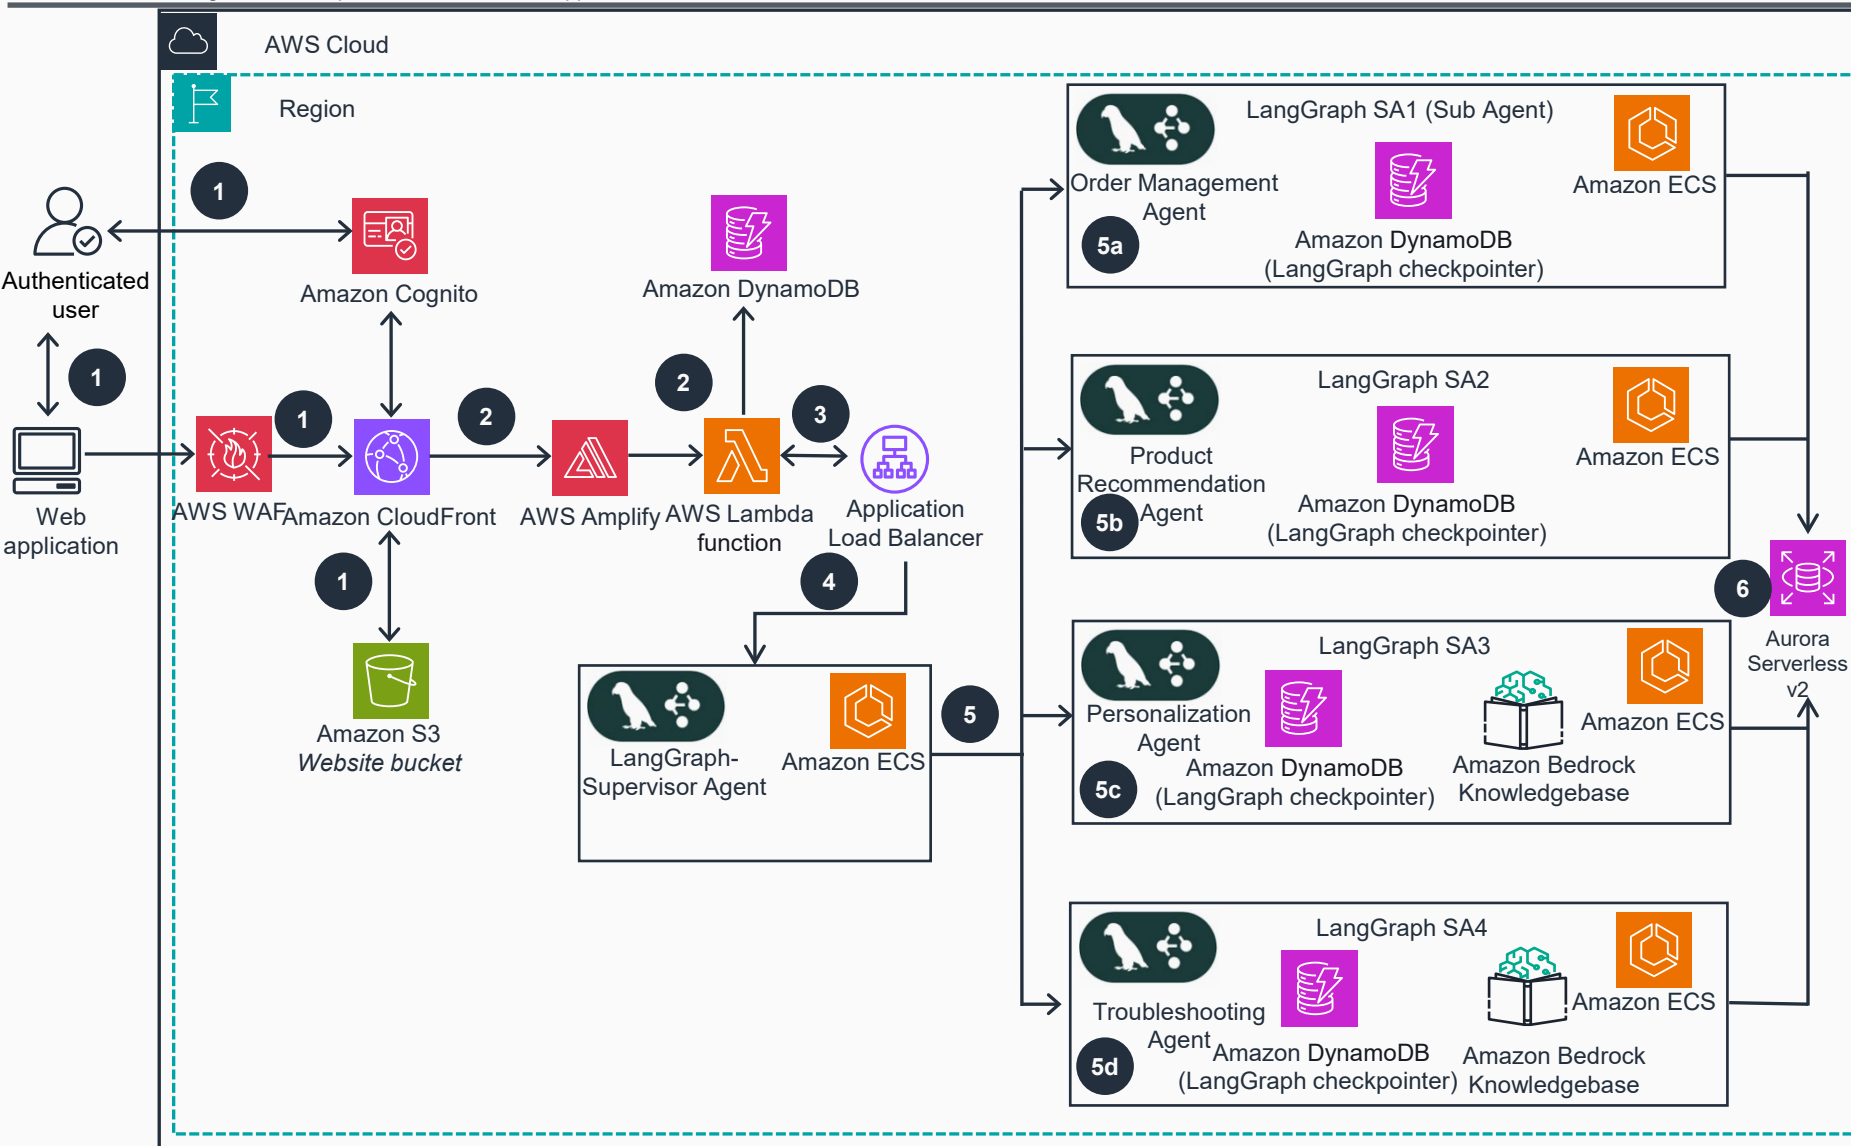 AWS Cloud
Region
1
Authenticated
user
1
Web
application
Amazon Cognito
1
AWS WAF
Amazon CloudFront
1
Amazon S3
Website bucket
2
AWS Amplify
Amazon DynamoDB
2
AWS Lambda
function
3
Application
Load Balancer
4
LangGraph-
Supervisor Agent
Amazon ECS
5
LangGraph SA1 (Sub Agent)
Order Management
Agent
5a
Amazon DynamoDB
(LangGraph checkpointer)
Amazon ECS
LangGraph SA2
Product
Recommendation
Agent
5b
Amazon DynamoDB
(LangGraph checkpointer)
Amazon ECS
LangGraph SA3
Personalization
Agent
5c
Amazon DynamoDB
(LangGraph checkpointer)
Amazon Bedrock
Knowledgebase
Amazon ECS
LangGraph SA4
Troubleshooting
Agent
5d
Amazon DynamoDB
(LangGraph checkpointer)
Amazon Bedrock
Knowledgebase
Amazon ECS
6
Aurora
Serverless
v2